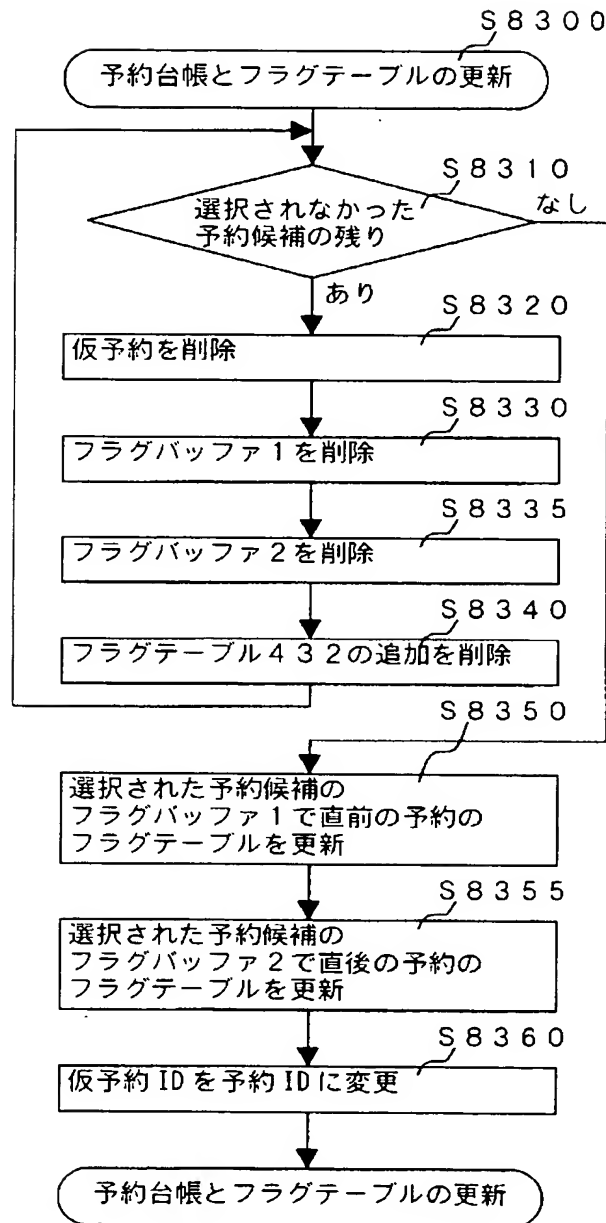 S8300
予約台帳とフラグテーブルの更新
S8310
選択されなかった
予約候補の残り
なし
あり
S8320
仮予約を削除
S8330
フラグバッファ1を削除
S8335
フラグバッファ2を削除
S8340
フラグテーブル432の追加を削除
S8350
選択された予約候補の
フラグバッファ1で直前の予約の
フラグテーブルを更新
S8355
選択された予約候補の
フラグバッファ2で直後の予約の
フラグテーブルを更新
S8360
仮予約IDを予約IDに変更
予約台帳とフラグテーブルの更新